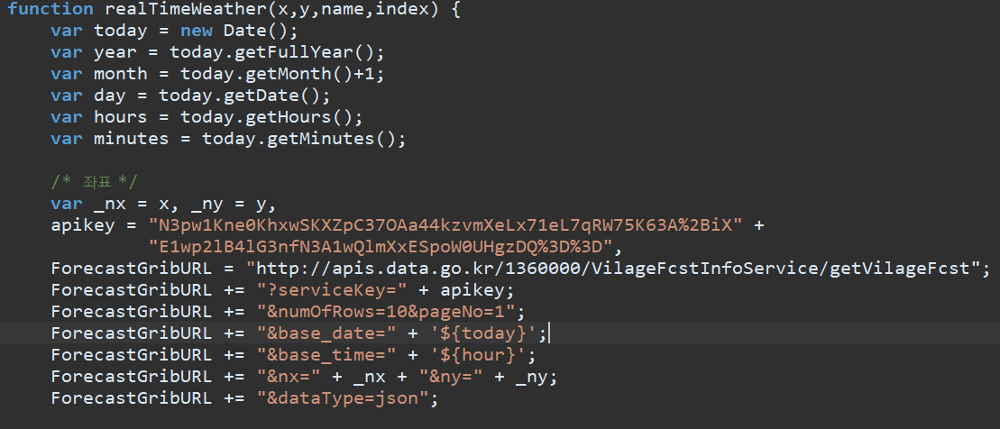 function realTimeWeather(x,y,name,index) {
var today = new Date();
var year = today.getFullYear();
var month = today.getMonth()+1;
var day = today.getDate();
var hours = today.getHours();
var minutes = today.getMinutes();
/* 좌표 */
var _nx = x, _ny = y,
apikey = "N3pw1Kne0KhxwSKXZpC37OAa44kzvmXeLx71eL7qRW75K63A%2BiX" +
"E1wp2lB4lG3nfN3A1wQlmXxESpoW0UHgzDQ%3D%3D",
ForecastGribURL = "http://apis.data.go.kr/1360000/VilageFcstInfoService/getVilageFcst";
ForecastGribURL += "?serviceKey=" + apikey;
ForecastGribURL += "&numOfRows=10&pageNo=1";
ForecastGribURL += "&base_date=" + '${today}';
ForecastGribURL += "&base_time=" + '${hour}';
ForecastGribURL += "&nx=" + _nx + "&ny=" + _ny;
ForecastGribURL += "&dataType=json";